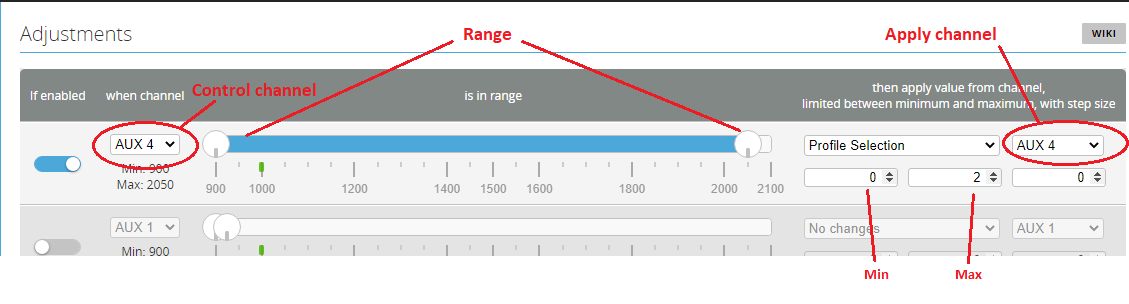 Adjustments
WIKI
Range
Apply channel
Control channel
If enabled
when channel
is in range
then apply value from channel,
limited between minimum and maximum, with step size
AUX 4
Profile Selection
AUX 4
Min: 900
Max: 2050
0
2
0
900
1000
1200
1400
1500
1600
1800
2000
2100
AUX 1
No changes
AUX 1
Min: 900
Min
Max